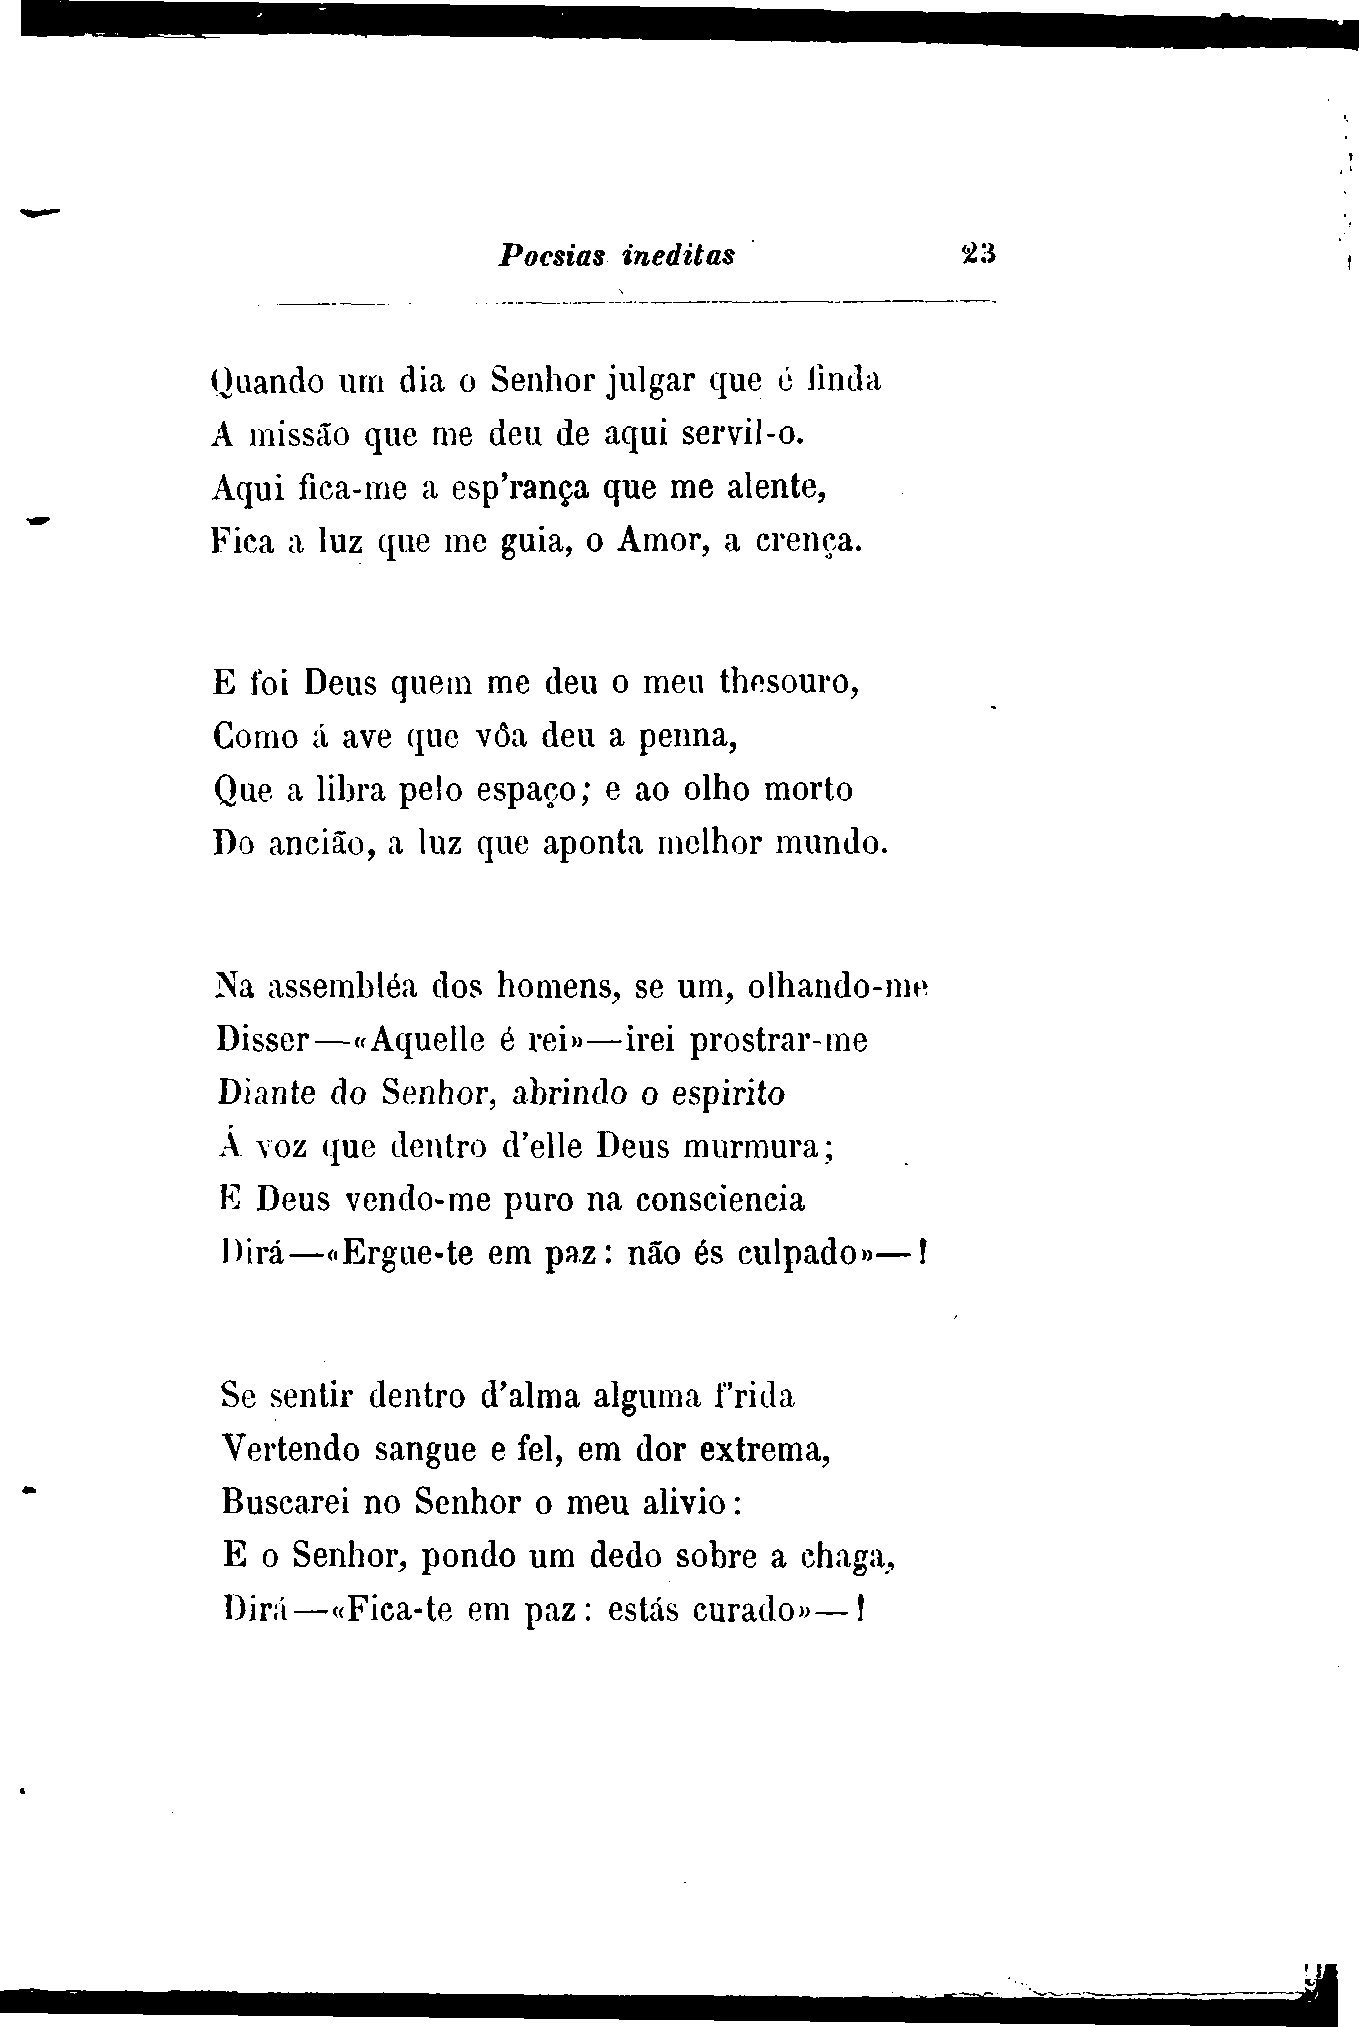 Poesias ineditas 23
Quando um dia o Senhor julgar que é finda
A missão que me deu de aqui servil-o.
Aqui fica-me a esp'rança que me alente,
Fica a luz que me guia, o Amor, a crença.
E foi Deus quem me deu o meu thesouro,
Como á ave que vôa deu a penna,
Que a libra pelo espaço; e ao olho morto
Do ancião, a luz que aponta melhor mundo.
Na assembléa dos homens, se um, olhando-me
Disser—«Aquelle é rei»—irei prostrar-me
Diante do Senhor, abrindo o espirito
Á voz que dentro d'elle Deus murmura;
E Deus vendo-me puro na consciencia
Dirá—«Ergue-te em paz: não és culpado»—!
Se sentir dentro d'alma alguma f'rida
Vertendo sangue e fel, em dor extrema,
Buscarei no Senhor o meu alivio:
E o Senhor, pondo um dedo sobre a chaga,
Dirá—«Fica-te em paz: estás curado»—!